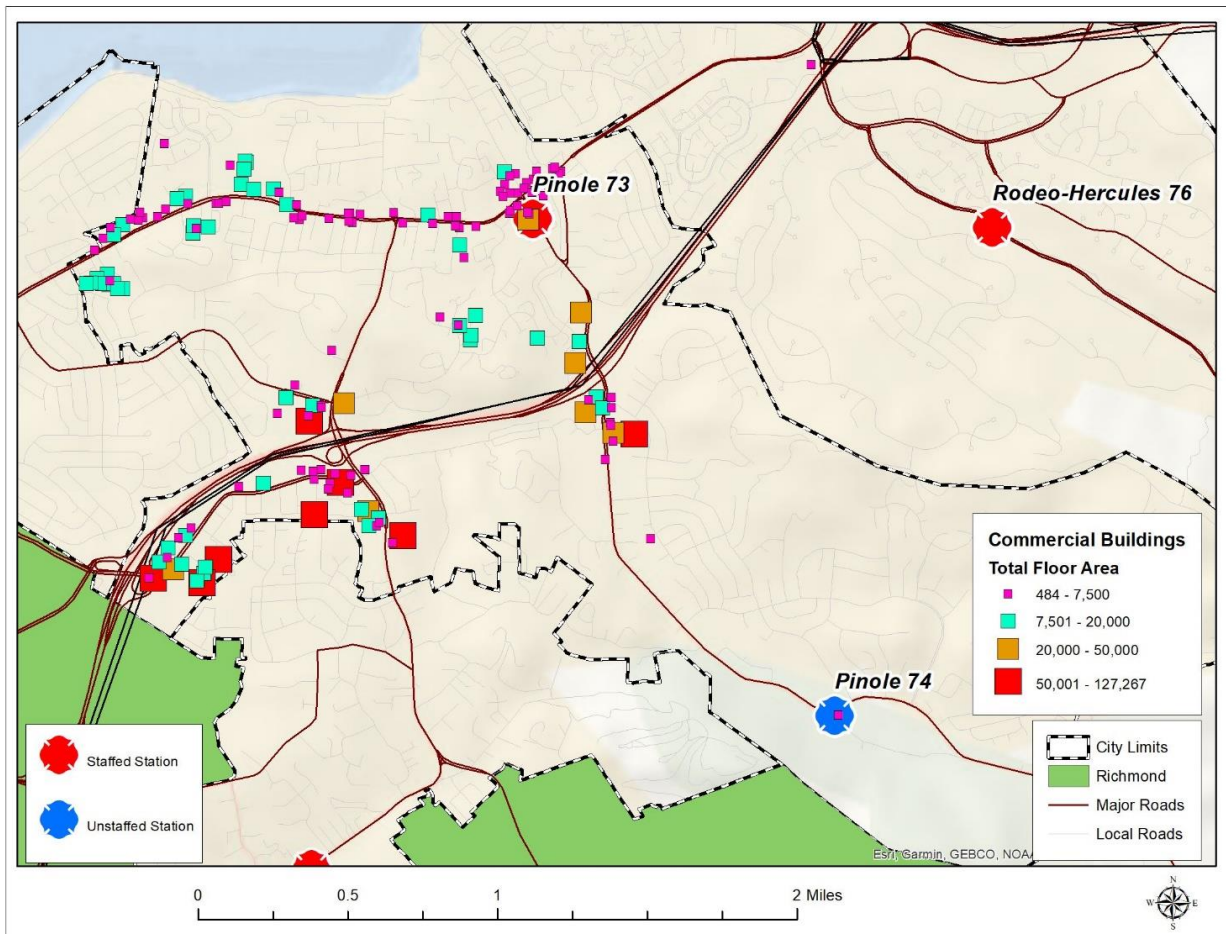 Pinole 73
Rodeo-Hercules 76
Pinole 74
Commercial Buildings
Total Floor Area
484 - 7,500
7,501 - 20,000
20,000 - 50,000
50,001 - 127,267
Staffed Station
Unstaffed Station
City Limits
Richmond
Major Roads
Local Roads
Esri, Garmin, GEBCO, NOA
0 0.5 1 2 Miles
N
W E
S